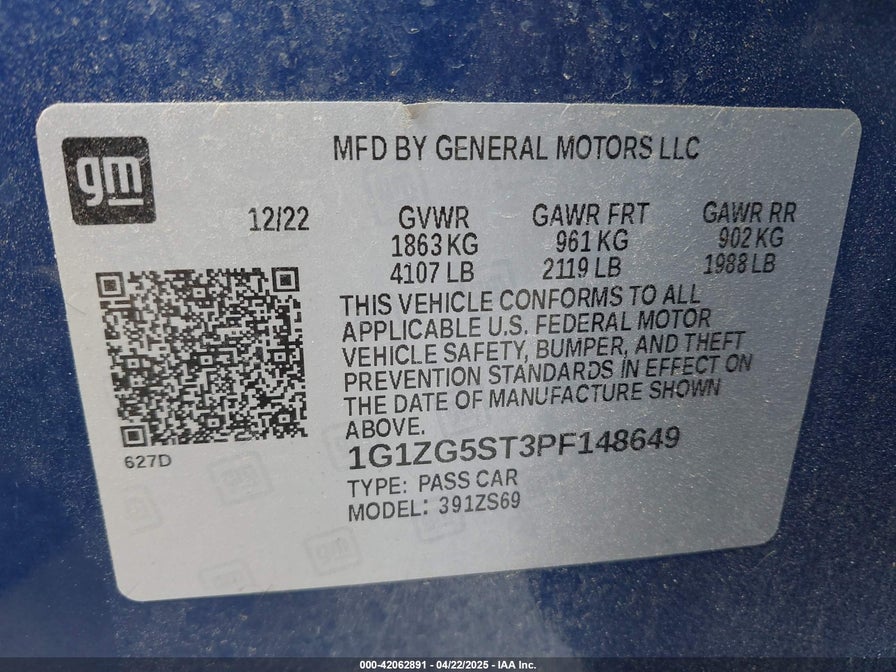 gm
MFD BY GENERAL MOTORS LLC
12/22
GVWR
1863 KG
4107 LB
GAWR FRT
961 KG
2119 LB
GAWR RR
902 KG
1988 LB
THIS VEHICLE CONFORMS TO ALL
APPLICABLE U.S. FEDERAL MOTOR
VEHICLE SAFETY, BUMPER, AND THEFT
PREVENTION STANDARDS IN EFFECT ON
THE DATE OF MANUFACTURE SHOWN
ABOVE.
627D
1G1ZG5ST3PF148649
TYPE: PASS CAR
MODEL: 391ZS69
000-42062891 - 04/22/2025 - IAA Inc.